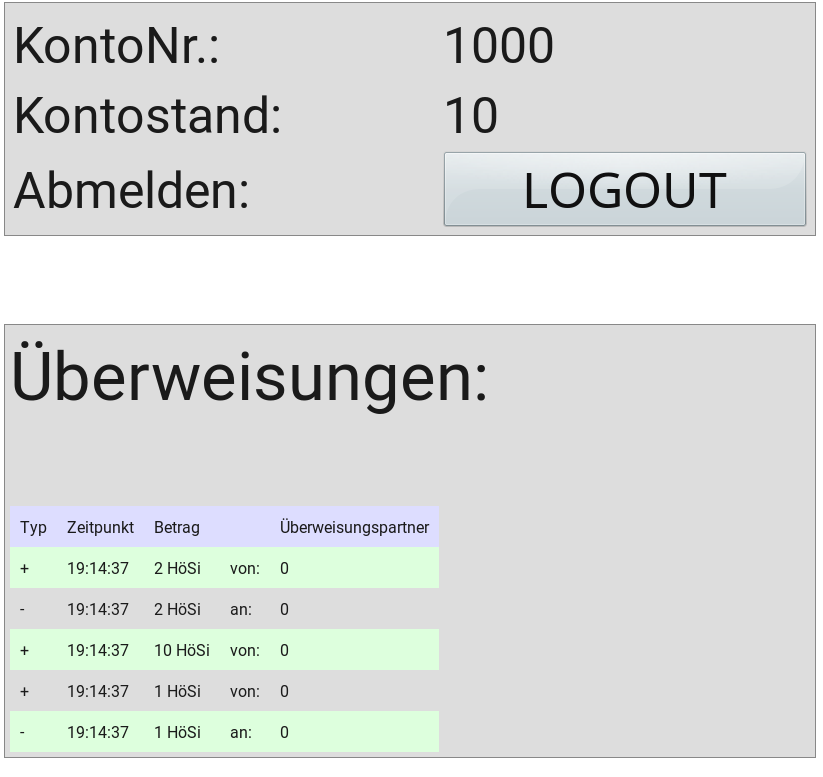 KontoNr.: 1000
Kontostand: 10
Abmelden: LOGOUT
Überweisungen:
Typ Zeitpunkt Betrag Überweisungspartner
+ 19:14:37 2 HöSi von: 0
- 19:14:37 2 HöSi an: 0
+ 19:14:37 10 HöSi von: 0
+ 19:14:37 1 HöSi von: 0
- 19:14:37 1 HöSi an: 0